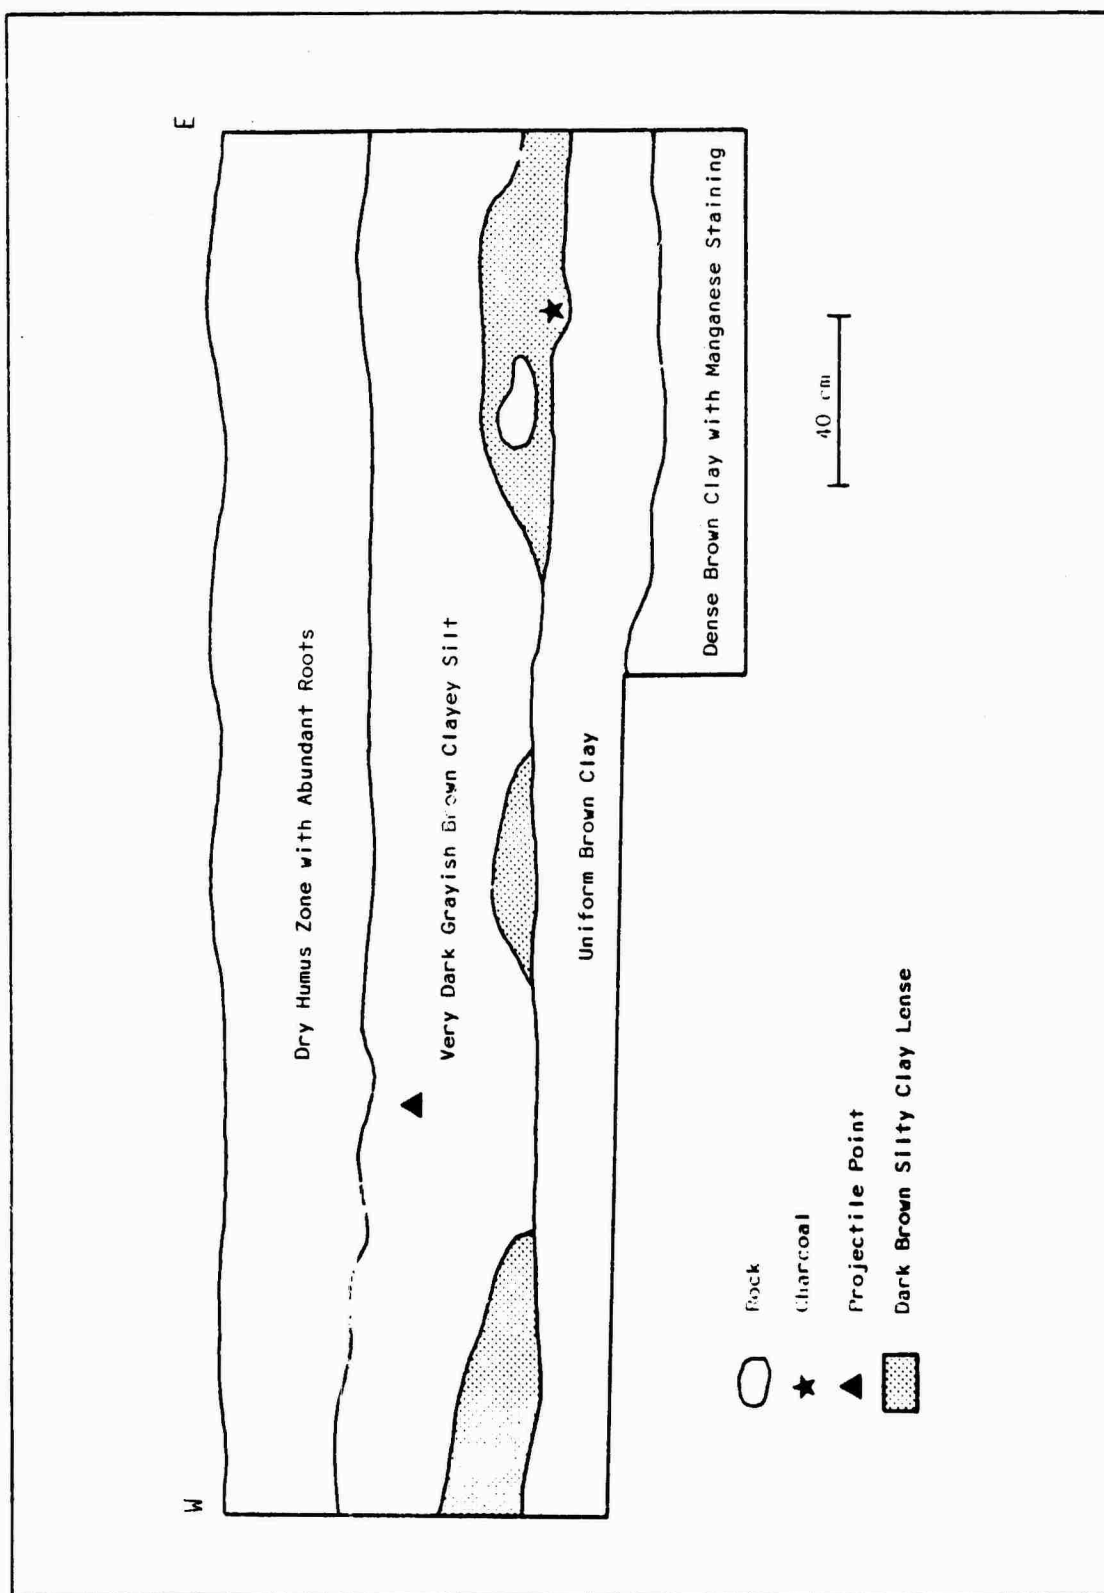 W
E
Dry Humus Zone with Abundant Roots
Very Dark Grayish Brown Clayey Silt
Uniform Brown Clay
Dense Brown Clay with Manganese Staining
40 cm
Rock
Charcoal
Projectile Point
Dark Brown Silty Clay Lense